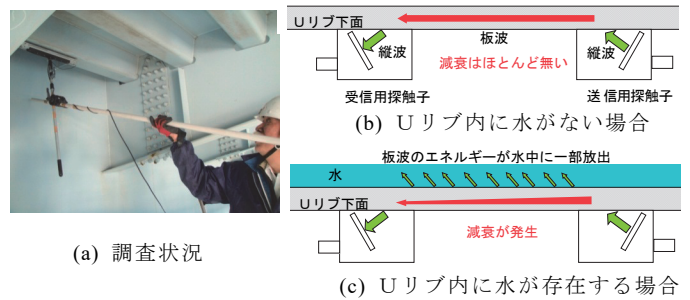 (a) 調査状況
Uリブ下面
板波
縦波
減衰はほとんど無い
縦波
受信用探触子
送信用探触子
(b) Uリブ内に水がない場合
板波のエネルギーが水中に一部放出
水
Uリブ下面
減衰が発生
(c) Uリブ内に水が存在する場合